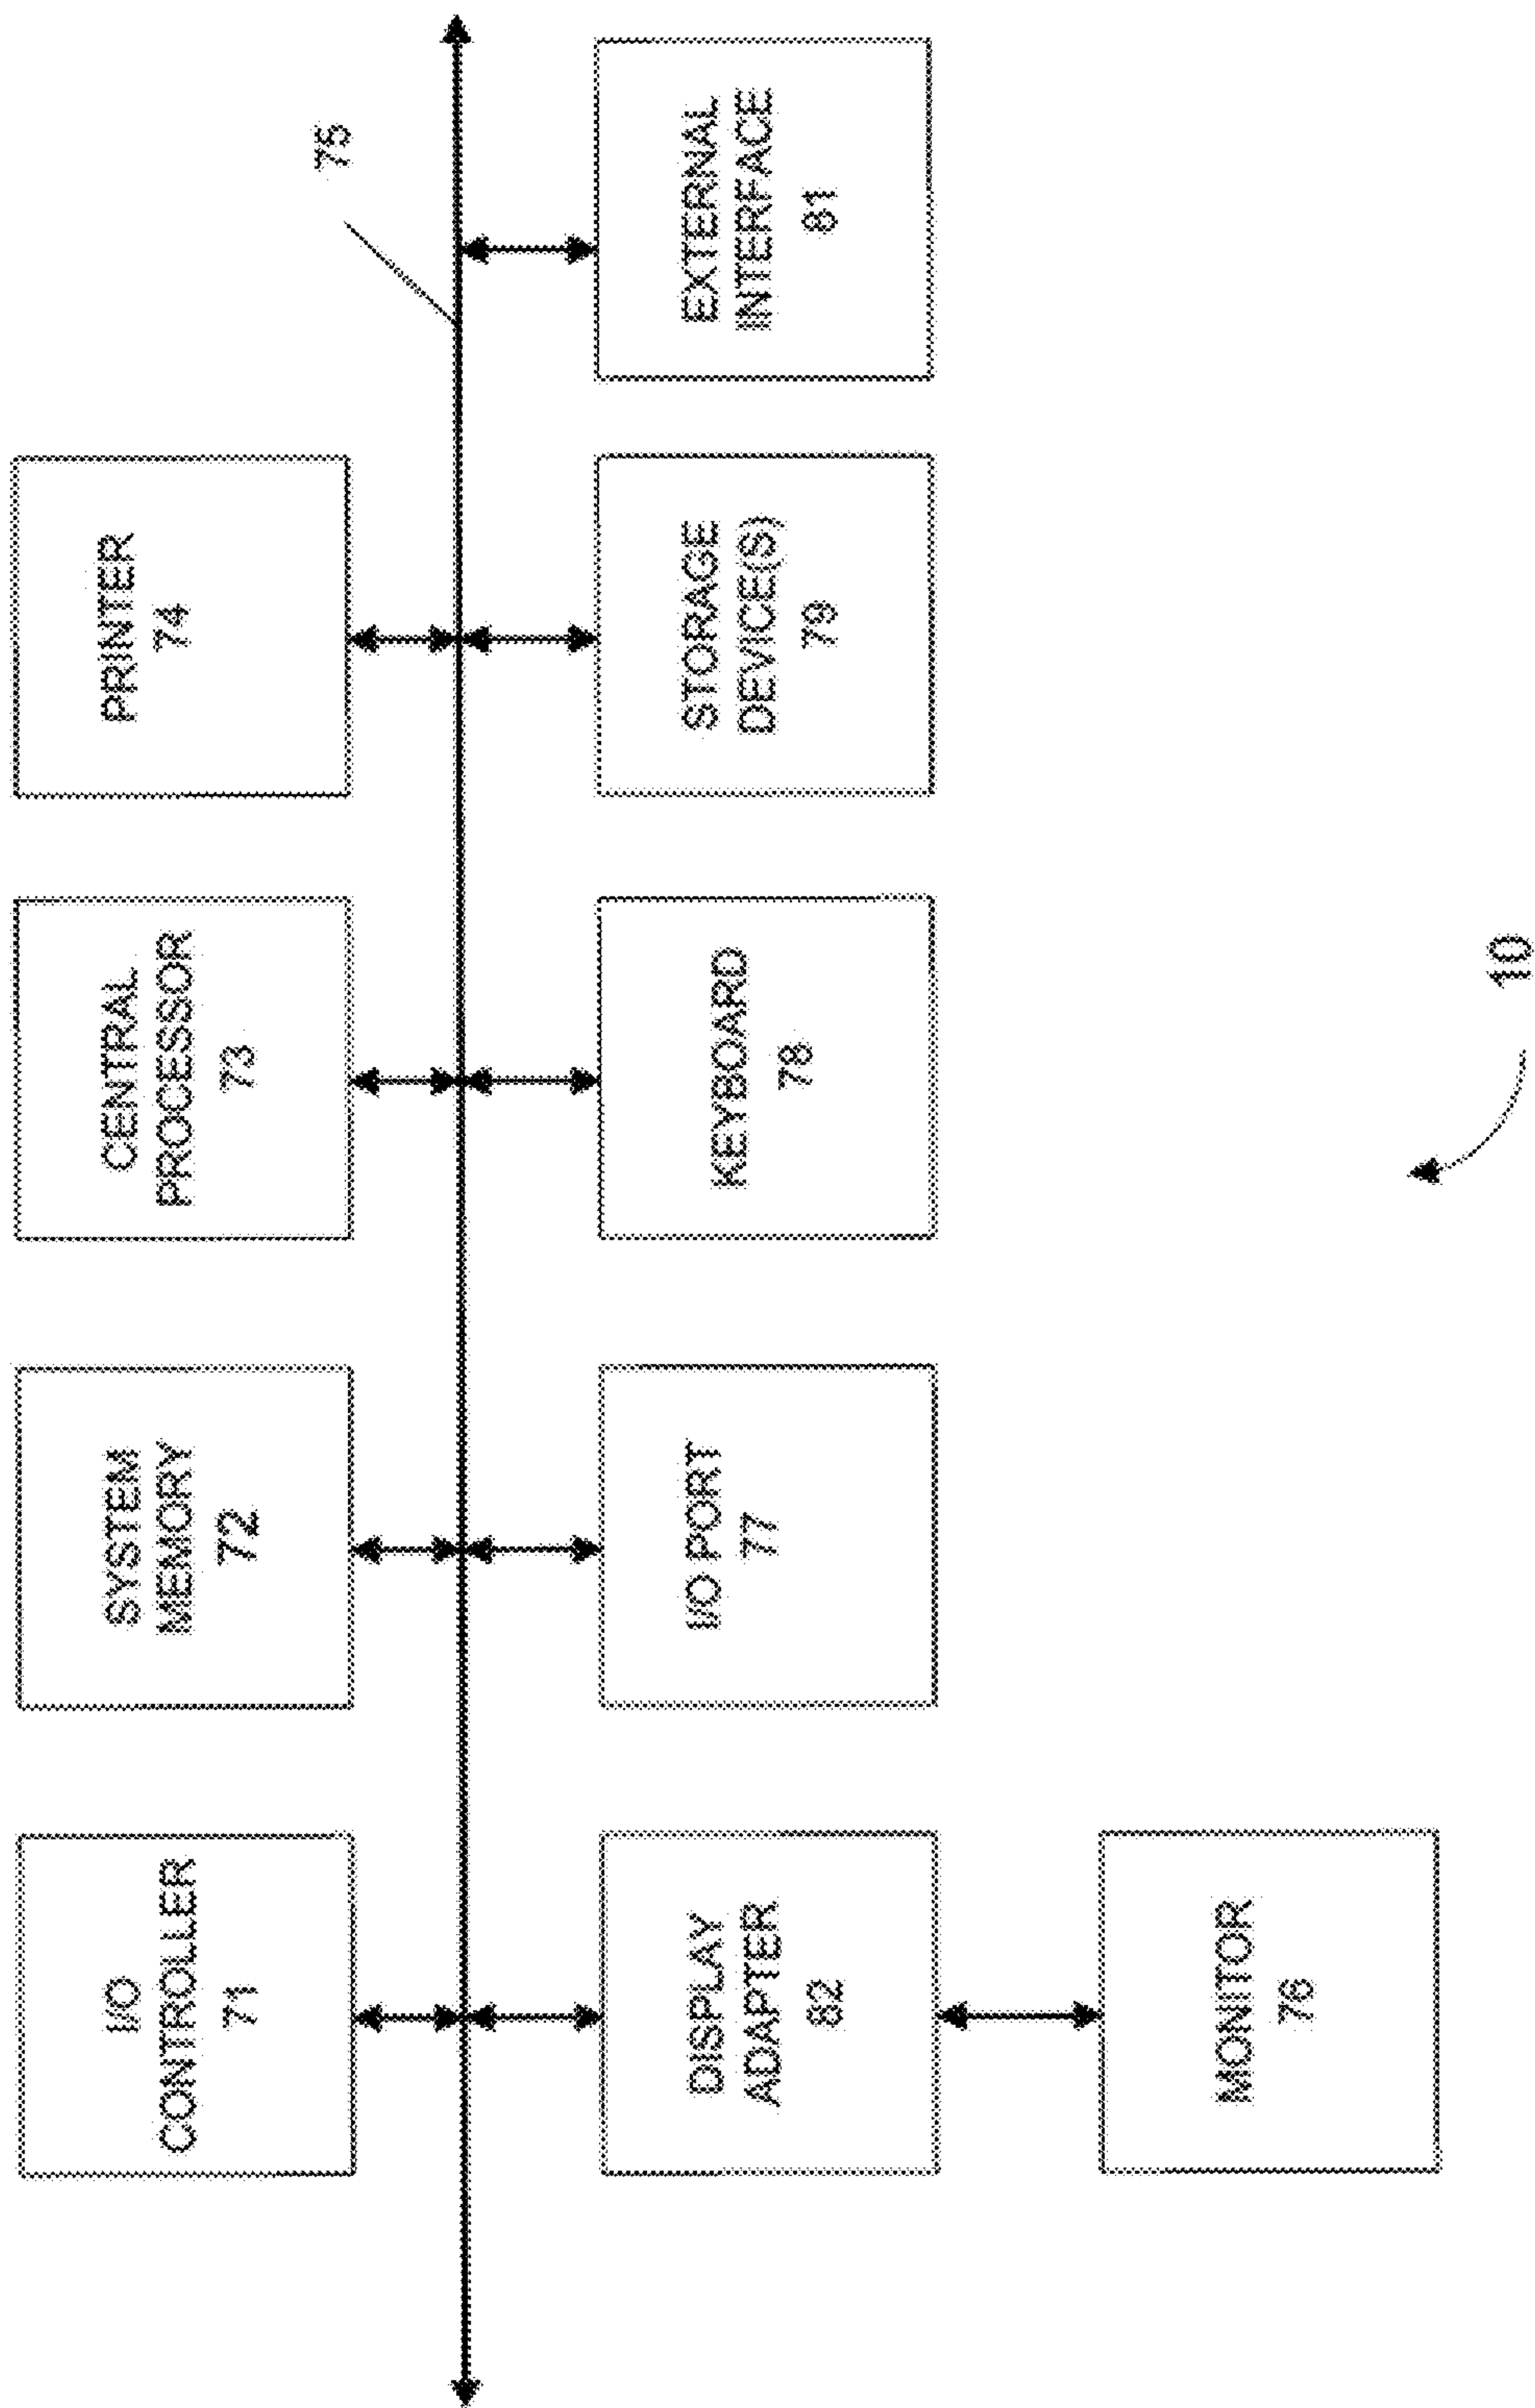 I/O
CONTROLLER
71
SYSTEM
MEMORY
72
CENTRAL
PROCESSOR
73
PRINTER
74
75
DISPLAY
ADAPTER
82
I/O PORT
77
KEYBOARD
78
STORAGE
DEVICE(S)
79
EXTERNAL
INTERFACE
81
MONITOR
76
10